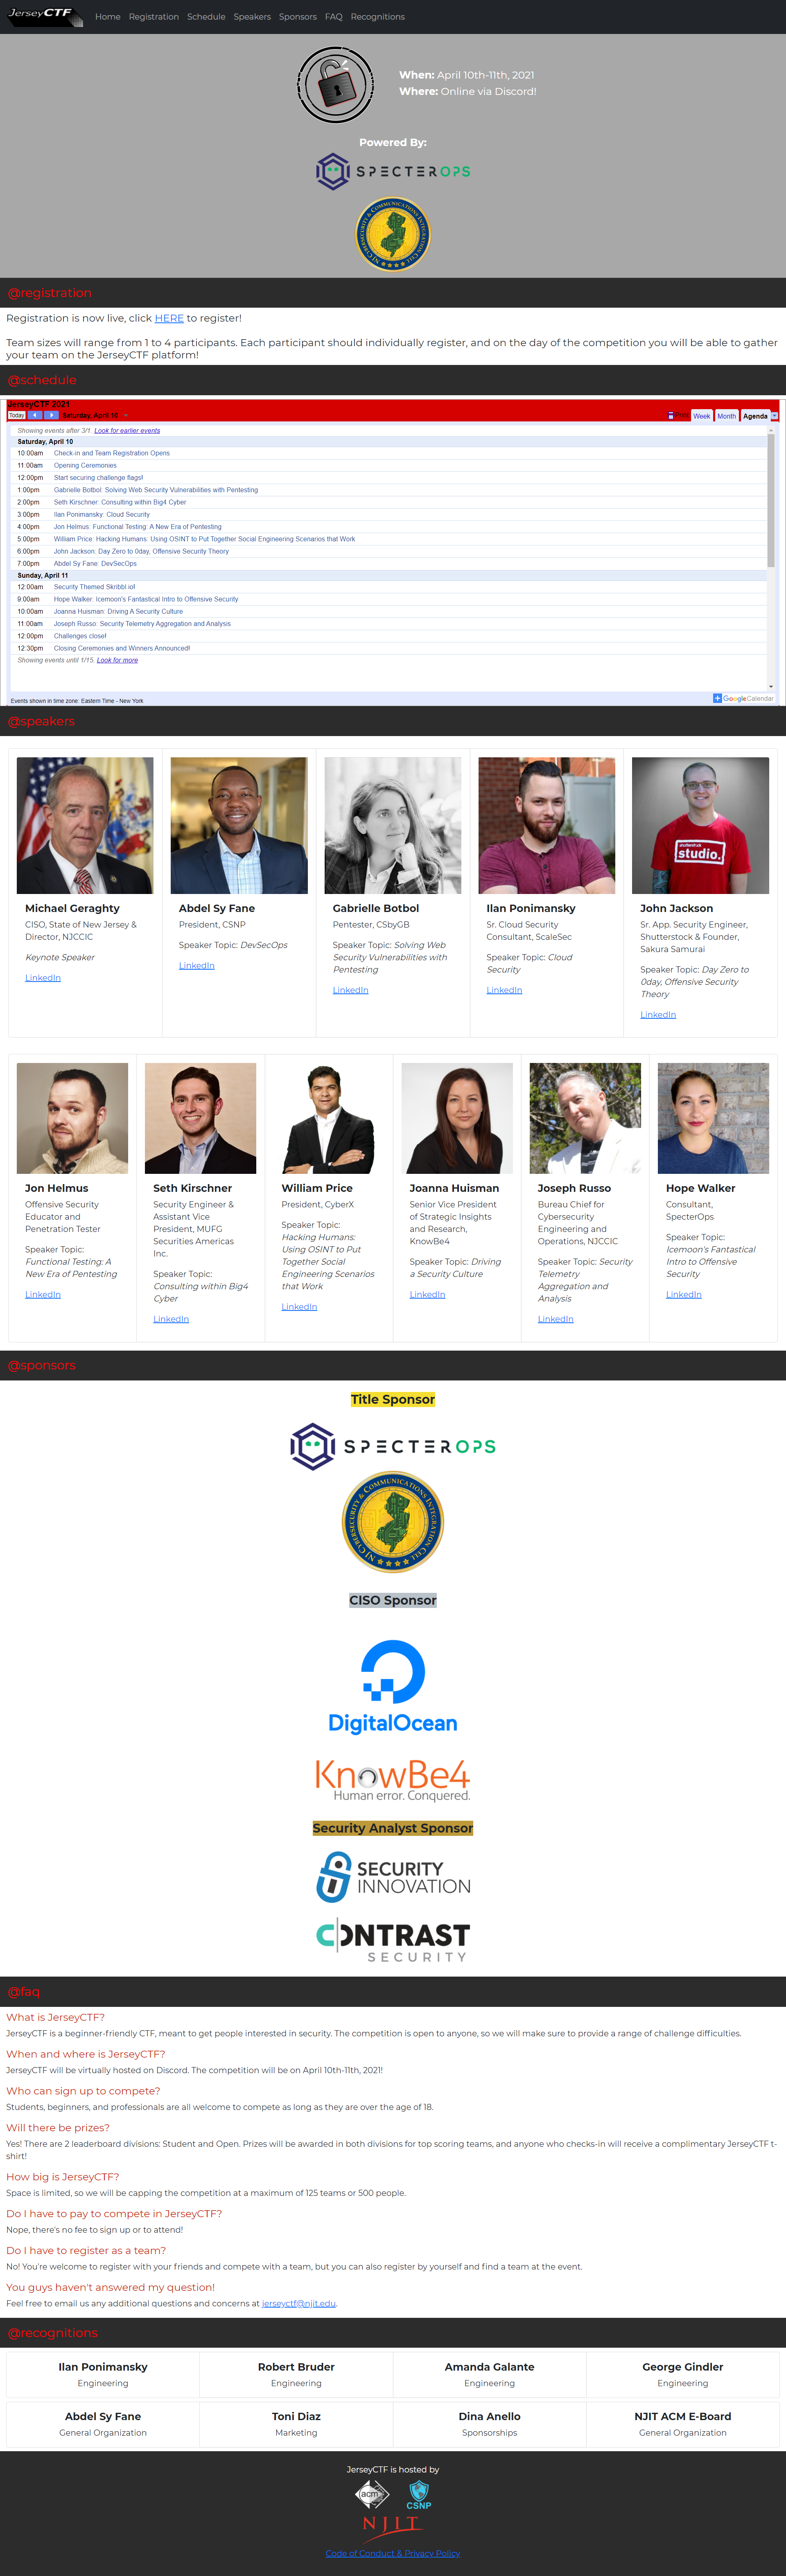 JerseyCTF
Home Registration Schedule Speakers Sponsors FAQ Recognitions
When: April 10th-11th, 2021
Where: Online via Discord!
Powered By:
SPECTEROPS
NJ CYBERSECURITY & COMMUNICATIONS INTEGRATION CELL
@registration
Registration is now live, click HERE to register!
Team sizes will range from 1 to 4 participants. Each participant should individually register, and on the day of the competition you will be able to gather
your team on the JerseyCTF platform!
@schedule
JerseyCTF 2021
Today Saturday, April 10 Print Week Month Agenda
Showing events after 3/1. Look for earlier events
Saturday, April 10
10:00am Check-in and Team Registration Opens
11:00am Opening Ceremonies
12:00pm Start securing challenge flags!
1:00pm Gabrielle Botbol: Solving Web Security Vulnerabilities with Pentesting
2:00pm Seth Kirschner: Consulting within Big4 Cyber
3:00pm Ilan Ponimansky: Cloud Security
4:00pm Jon Helmus: Functional Testing: A New Era of Pentesting
5:00pm William Price: Hacking Humans: Using OSINT to Put Together Social Engineering Scenarios that Work
6:00pm John Jackson: Day Zero to 0day, Offensive Security Theory
7:00pm Abdel Sy Fane: DevSecOps
Sunday, April 11
12:00am Security Themed Skribbl.io!
9:00am Hope Walker: Icemoon's Fantastical Intro to Offensive Security
10:00am Joanna Huisman: Driving A Security Culture
11:00am Joseph Russo: Security Telemetry Aggregation and Analysis
12:00pm Challenges close!
12:30pm Closing Ceremonies and Winners Announced!
Showing events until 1/15. Look for more
Events shown in time zone: Eastern Time - New York
GoogleCalendar
@speakers
studio.
Michael Geraghty
CISO, State of New Jersey &
Director, NJCCIC
Keynote Speaker
LinkedIn
Abdel Sy Fane
President, CSNP
Speaker Topic: DevSecOps
LinkedIn
Gabrielle Botbol
Pentester, CSbyGB
Speaker Topic: Solving Web
Security Vulnerabilities with
Pentesting
LinkedIn
Ilan Ponimansky
Sr. Cloud Security
Consultant, ScaleSec
Speaker Topic: Cloud
Security
LinkedIn
John Jackson
Sr. App. Security Engineer,
Shutterstock & Founder,
Sakura Samurai
Speaker Topic: Day Zero to
0day, Offensive Security
Theory
LinkedIn
Jon Helmus
Offensive Security
Educator and
Penetration Tester
Speaker Topic:
Functional Testing: A
New Era of Pentesting
LinkedIn
Seth Kirschner
Security Engineer &
Assistant Vice
President, MUFG
Securities Americas
Inc.
Speaker Topic:
Consulting within Big4
Cyber
LinkedIn
William Price
President, CyberX
Speaker Topic:
Hacking Humans:
Using OSINT to Put
Together Social
Engineering Scenarios
that Work
LinkedIn
Joanna Huisman
Senior Vice President
of Strategic Insights
and Research,
KnowBe4
Speaker Topic: Driving
a Security Culture
LinkedIn
Joseph Russo
Bureau Chief for
Cybersecurity
Engineering and
Operations, NJCCIC
Speaker Topic: Security
Telemetry
Aggregation and
Analysis
LinkedIn
Hope Walker
Consultant,
SpecterOps
Speaker Topic:
Icemoon's Fantastical
Intro to Offensive
Security
LinkedIn
@sponsors
Title Sponsor
SPECTEROPS
NJ CYBERSECURITY & COMMUNICATIONS INTEGRATION CELL
CISO Sponsor
DigitalOcean
KnowBe4
Human error. Conquered.
Security Analyst Sponsor
SECURITY
INNOVATION
CONTRAST
SECURITY
@faq
What is JerseyCTF?
JerseyCTF is a beginner-friendly CTF, meant to get people interested in security. The competition is open to anyone, so we will make sure to provide a range of challenge difficulties.
When and where is JerseyCTF?
JerseyCTF will be virtually hosted on Discord. The competition will be on April 10th-11th, 2021!
Who can sign up to compete?
Students, beginners, and professionals are all welcome to compete as long as they are over the age of 18.
Will there be prizes?
Yes! There are 2 leaderboard divisions: Student and Open. Prizes will be awarded in both divisions for top scoring teams, and anyone who checks-in will receive a complimentary JerseyCTF t-
shirt!
How big is JerseyCTF?
Space is limited, so we will be capping the competition at a maximum of 125 teams or 500 people.
Do I have to pay to compete in JerseyCTF?
Nope, there's no fee to sign up or to attend!
Do I have to register as a team?
No! You're welcome to register with your friends and compete with a team, but you can also register by yourself and find a team at the event.
You guys haven't answered my question!
Feel free to email us any additional questions and concerns at jerseyctf@njit.edu.
@recognitions
Ilan Ponimansky
Engineering
Robert Bruder
Engineering
Amanda Galante
Engineering
George Gindler
Engineering
Abdel Sy Fane
General Organization
Toni Diaz
Marketing
Dina Anello
Sponsorships
NJIT ACM E-Board
General Organization
JerseyCTF is hosted by
acm
CSNP
NJIT
Code of Conduct & Privacy Policy